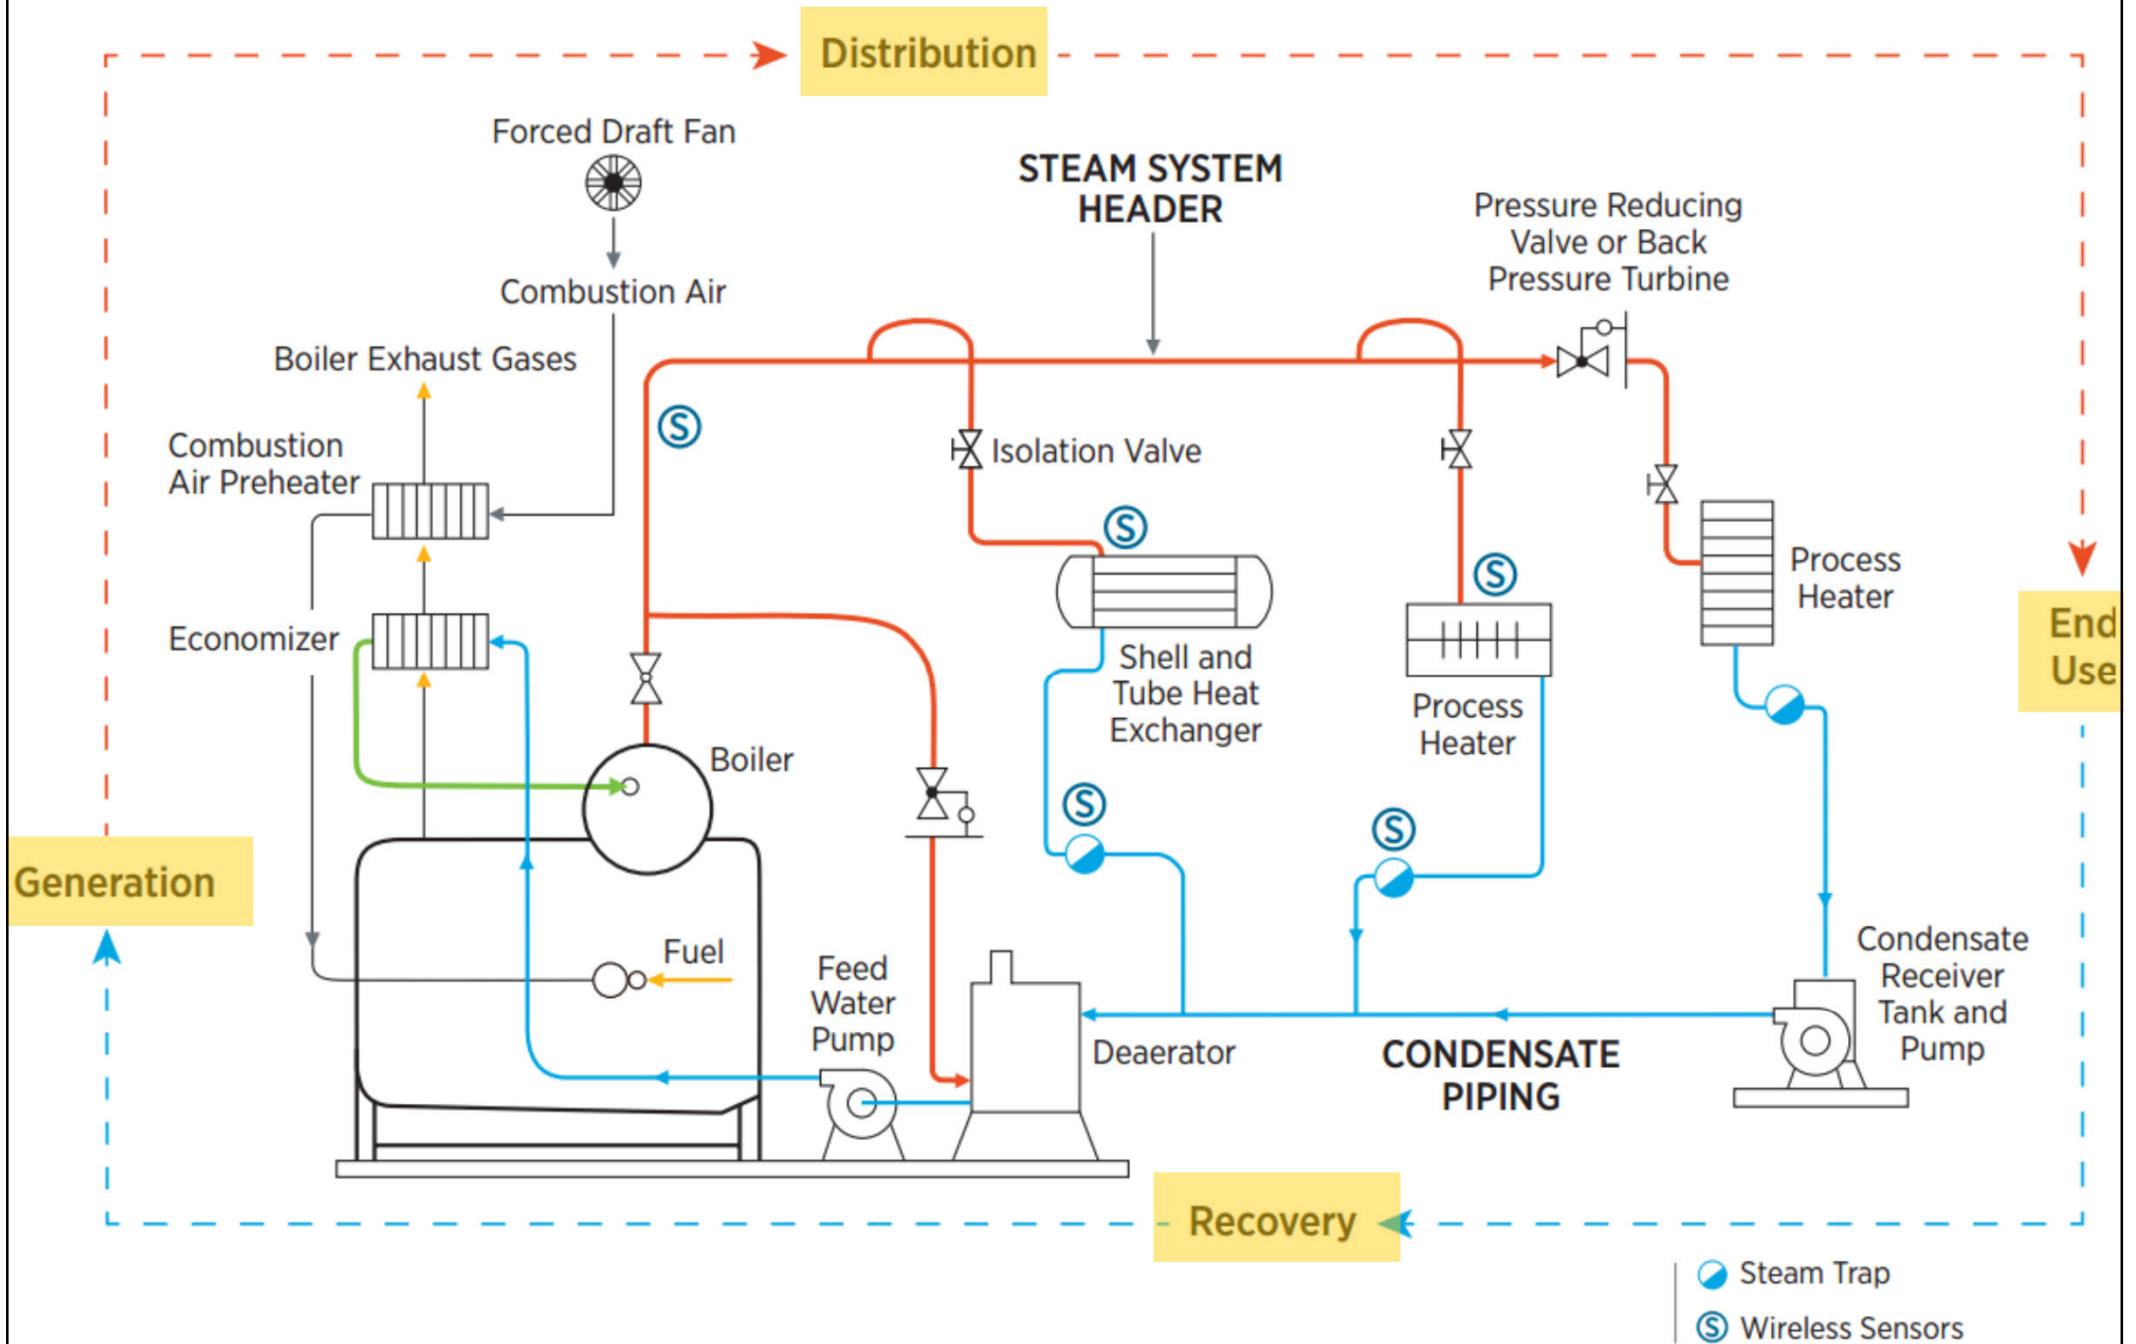 Distribution
Forced Draft Fan
STEAM SYSTEM
HEADER
Pressure Reducing
Valve or Back
Pressure Turbine
Combustion Air
Boiler Exhaust Gases
S
Combustion
Air Preheater
Isolation Valve
S
S
Process
Heater
End
Use
Economizer
Shell and
Tube Heat
Exchanger
Process
Heater
Boiler
S
S
Generation
Fuel
Feed
Water
Pump
Condensate
Receiver
Tank and
Pump
Deaerator
CONDENSATE
PIPING
Recovery
Steam Trap
S Wireless Sensors